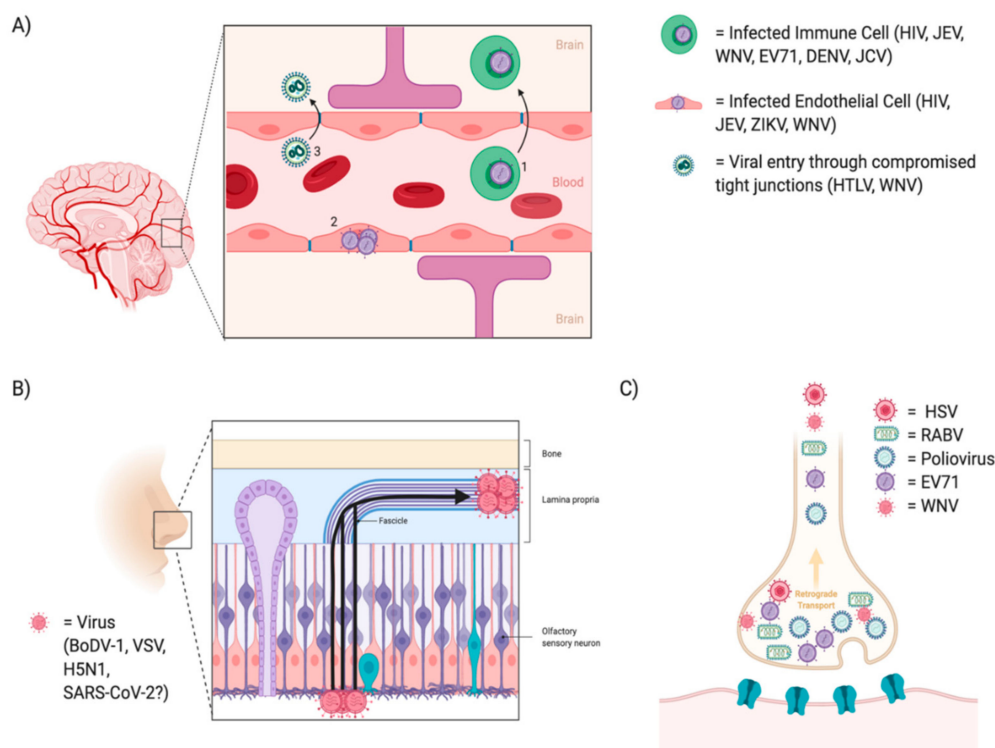 A)
Brain
3
1
Blood
2
Brain
= Infected Immune Cell (HIV, JEV,
WNV, EV71, DENV, JCV)
= Infected Endothelial Cell (HIV,
JEV, ZIKV, WNV)
= Viral entry through compromised
tight junctions (HTLV, WNV)
B)
Bone
Lamina propria
Fascicle
Olfactory
sensory neuron
= Virus
(BoDV-1, VSV,
H5N1,
SARS-CoV-2?)
C)
= HSV
= RABV
= Poliovirus
= EV71
= WNV
Retrograde
Transport